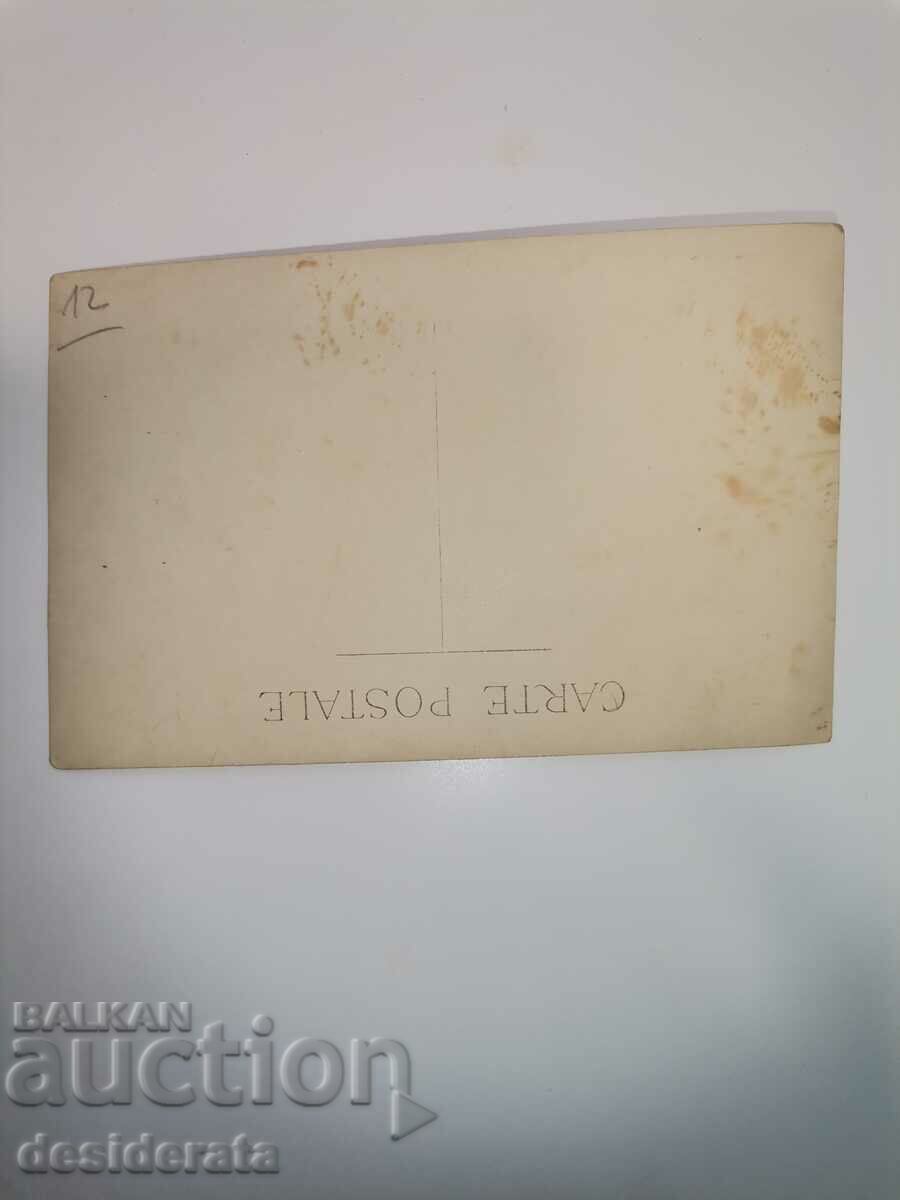 12
CARTE POSTALE
BALKAN
auction
desiderata